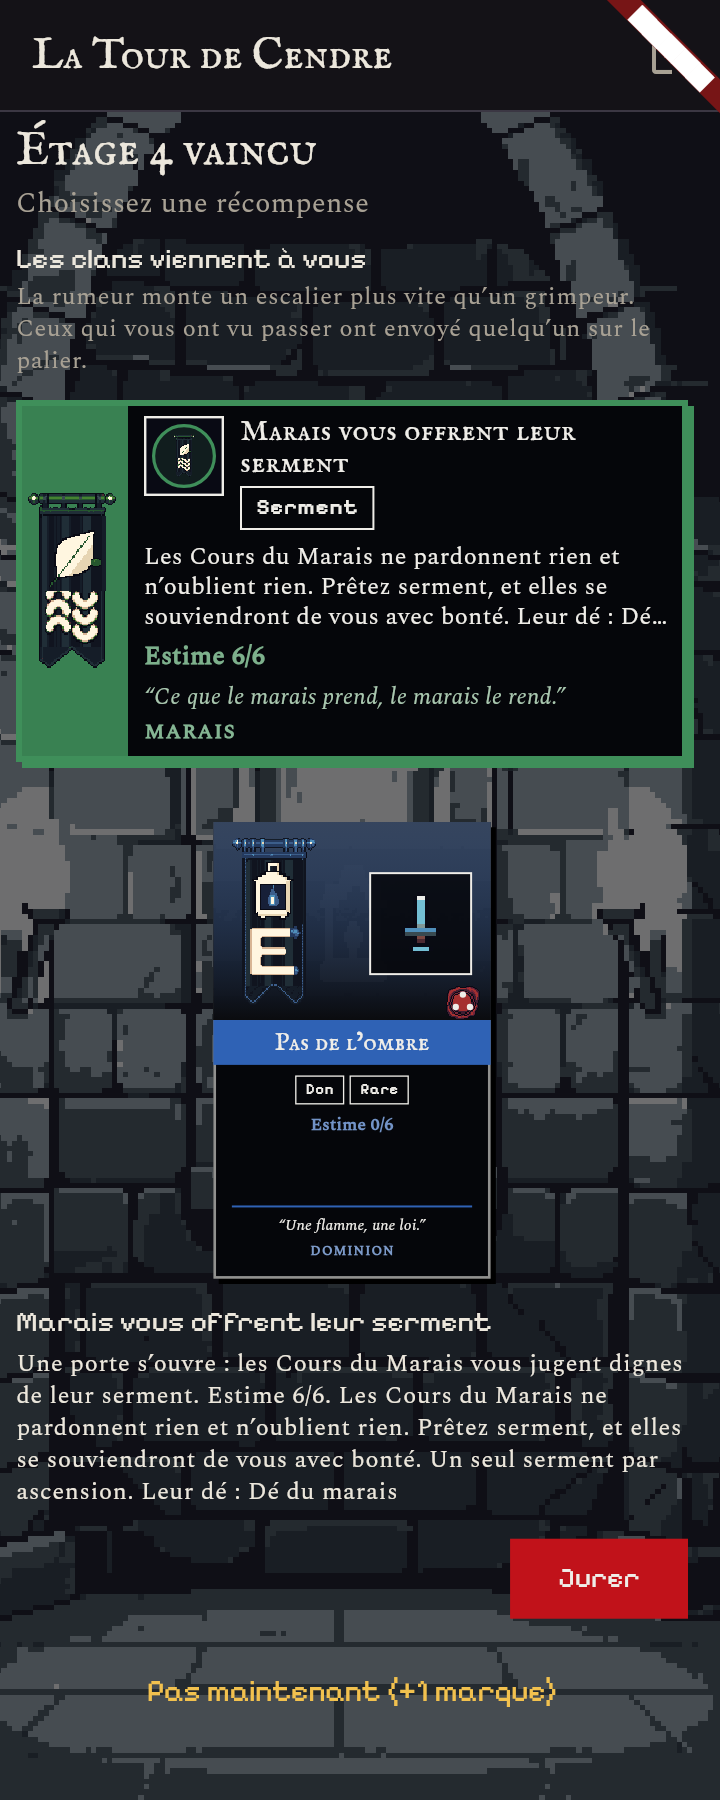 La Tour de Cendre
Étage 4 vaincu
Choisissez une récompense
Les clans viennent à vous
La rumeur monte un escalier plus vite qu’un grimpeur.
Ceux qui vous ont vu passer ont envoyé quelqu’un sur le
palier.
Marais vous offrent leur
serment
Serment
Les Cours du Marais ne pardonnent rien et
n’oublient rien. Prêtez serment, et elles se
souviendront de vous avec bonté. Leur dé : Dé…
Estime 6/6
“Ce que le marais prend, le marais le rend.”
MARAIS
E
Pas de l’ombre
Don Rare
Estime 0/6
“Une flamme, une loi.”
DOMINION
Marais vous offrent leur serment
Une porte s’ouvre : les Cours du Marais vous jugent dignes
de leur serment. Estime 6/6. Les Cours du Marais ne
pardonnent rien et n’oublient rien. Prêtez serment, et elles
se souviendront de vous avec bonté. Un seul serment par
ascension. Leur dé : Dé du marais
Jurer
Pas maintenant (+1 marque)